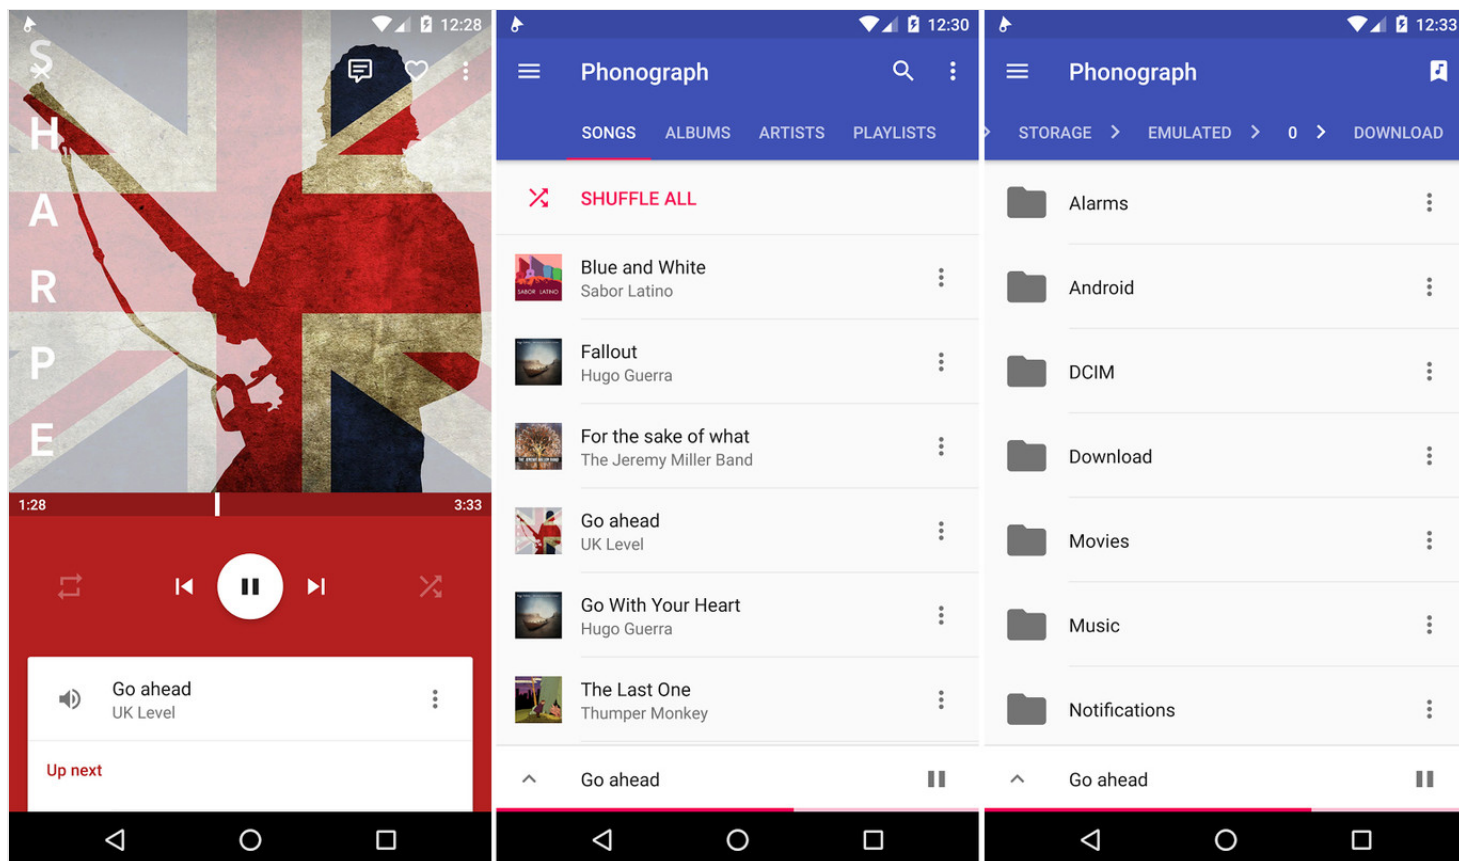 12:28
S
H
A
R
P
E
1:28
3:33
Go ahead
UK Level
Up next
12:30
Phonograph
SONGS ALBUMS ARTISTS PLAYLISTS
SHUFFLE ALL
Blue and White
Sabor Latino
SABOR LATINO
Fallout
Hugo Guerra
For the sake of what
The Jeremy Miller Band
Go ahead
UK Level
Go With Your Heart
Hugo Guerra
The Last One
Thumper Monkey
Go ahead
12:33
Phonograph
STORAGE > EMULATED > 0 > DOWNLOAD
Alarms
Android
DCIM
Download
Movies
Music
Notifications
Go ahead